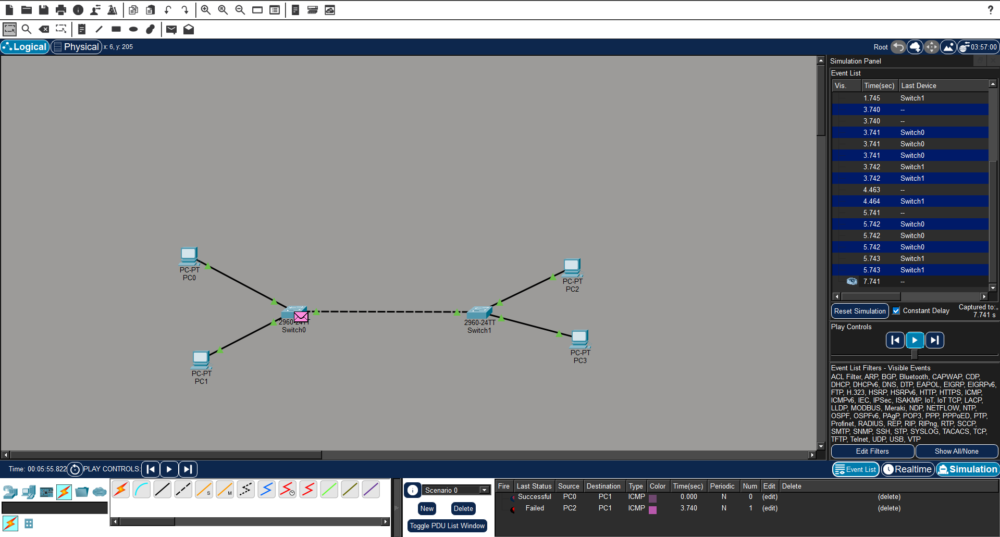 ?
Logical
Physical
x: 6, y: 205
Root
03:57:00
Simulation Panel
Event List
Vis. Time(sec) Last Device
1.745 Switch1
3.740 --
3.740 --
3.741 Switch0
3.741 Switch0
3.741 Switch0
3.742 Switch1
3.742 Switch1
4.463 --
4.464 Switch1
5.741 --
5.742 Switch0
5.742 Switch0
5.742 Switch0
5.743 Switch1
5.743 Switch1
7.741 --
Reset Simulation
Constant Delay
Captured to:*
7.741 s
Play Controls
Event List Filters - Visible Events
ACL Filter, ARP, BGP, Bluetooth, CAPWAP, CDP,
DHCP, DHCPv6, DNS, DTP, EAPOL, EIGRP, EIGRPv6,
FTP, H.323, HSRP, HSRPv6, HTTP, HTTPS, ICMP,
ICMPv6, IEC, IPSec, ISAKMP, IoT, IoT TCP, LACP,
LLDP, MODBUS, Meraki, NDP, NETFLOW, NTP,
OSPF, OSPFv6, PAgP, POP3, PPP, PPPoED, PTP,
Profinet, RADIUS, REP, RIP, RIPng, RTP, SCCP,
SMTP, SNMP, SSH, STP, SYSLOG, TACACS, TCP,
TFTP, Telnet, UDP, USB, VTP
Edit Filters
Show All/None
PC-PT
PC0
PC-PT
PC1
2960-24TT
Switch0
2960-24TT
Switch1
PC-PT
PC2
PC-PT
PC3
Time: 00:05:55.822
PLAY CONTROLS:
Event List
Realtime
Simulation
S
M
Scenario 0
New
Delete
Toggle PDU List Window
Fire Last Status Source Destination Type Color Time(sec) Periodic Num Edit Delete
Successful PC0 PC1 ICMP 0.000 N 0 (edit) (delete)
Failed PC2 PC1 ICMP 3.740 N 1 (edit) (delete)